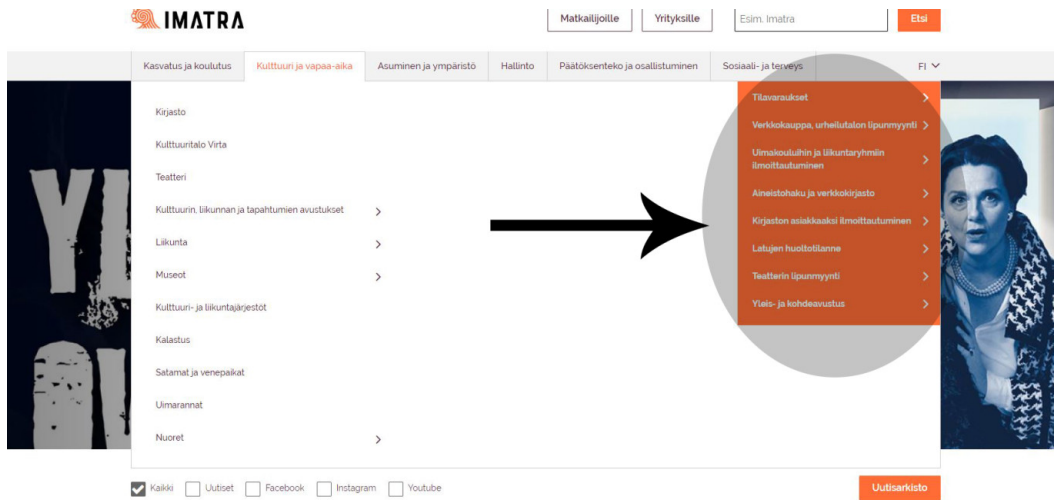 IMATRA
Matkailijoille
Yrityksille
Esim. Imatra
Etsi
Kasvatus ja koulutus
Kulttuuri ja vapaa-aika
Asuminen ja ympäristö
Hallinto
Päätöksenteko ja osallistuminen
Sosiaali- ja terveys
FI
Kirjasto
Kulttuuritalo Virta
Teatteri
Kulttuurin, liikunnan ja tapahtumien avustukset
Liikunta
Museot
Kulttuuri- ja liikuntajärjestöt
Kalastus
Satamat ja venepaikat
Uimarannat
Nuoret
Tilavaraukset
Verkkokauppa, urheilutalon lipunmyynti
Uimakouluihin ja liikuntaryhmiin
ilmoittautuminen
Aineistohaku ja verkkokirjasto
Kirjaston asiakkaaksi ilmoittautuminen
Latujen huoltotilanne
Teatterin lipunmyynti
Yleis- ja kohdeavustus
Kaikki
Uutiset
Facebook
Instagram
Youtube
Uutisarkisto